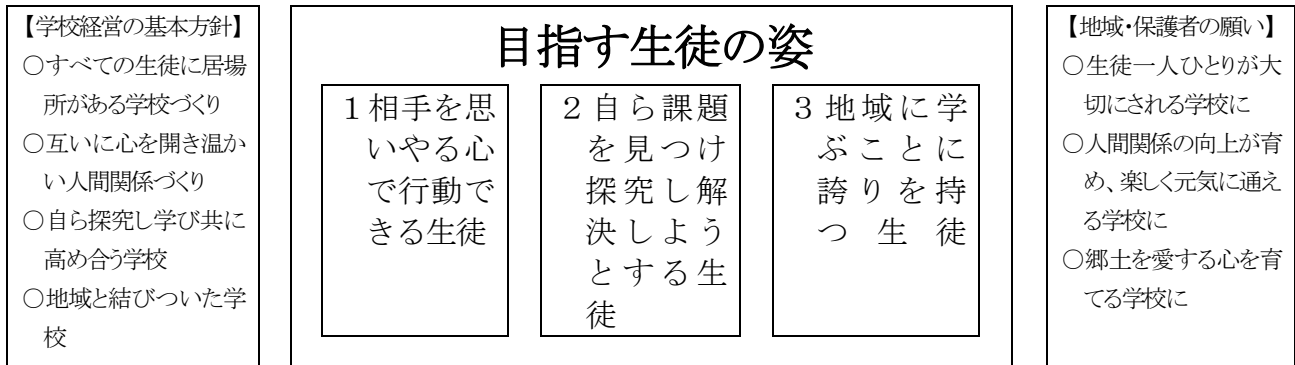 【学校経営の基本方針】
○すべての生徒に居場
所がある学校づくり
○互いに心を開き温か
い人間関係づくり
○自ら探究し学び共に
高め合う学校
○地域と結びついた学
校
目指す生徒の姿
1相手を思
いやる心
で行動で
きる生徒
2自ら課題
を見つけ
探究し解
決しよう
とする生
徒
3地域に学
ぶことに
誇りを持
つ生徒
【地域・保護者の願い】
○生徒一人ひとりが大
切にされる学校に
○人間関係の向上が育
め、楽しく元気に通え
る学校に
○郷土を愛する心を育
てる学校に